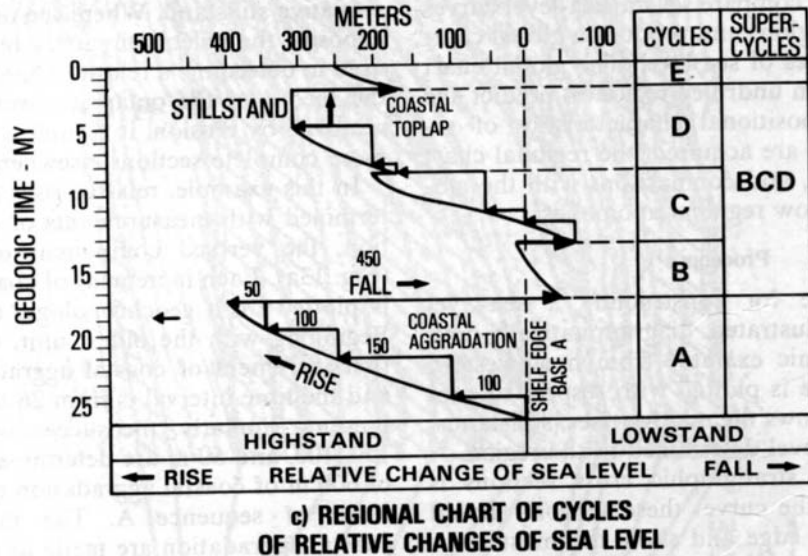 METERS
500 400 300 200 100 0 -100
CYCLES
SUPER-
CYCLES
GEOLOGIC TIME - MY
0
5
10
15
20
25
STILLSTAND
COASTAL
TOPLAP
E
D
C
B
A
BCD
450
FALL
50
100
150
100
COASTAL
AGGRADATION
RISE
SHELF EDGE
BASE A
HIGHSTAND
LOWSTAND
RISE RELATIVE CHANGE OF SEA LEVEL FALL
c) REGIONAL CHART OF CYCLES
OF RELATIVE CHANGES OF SEA LEVEL